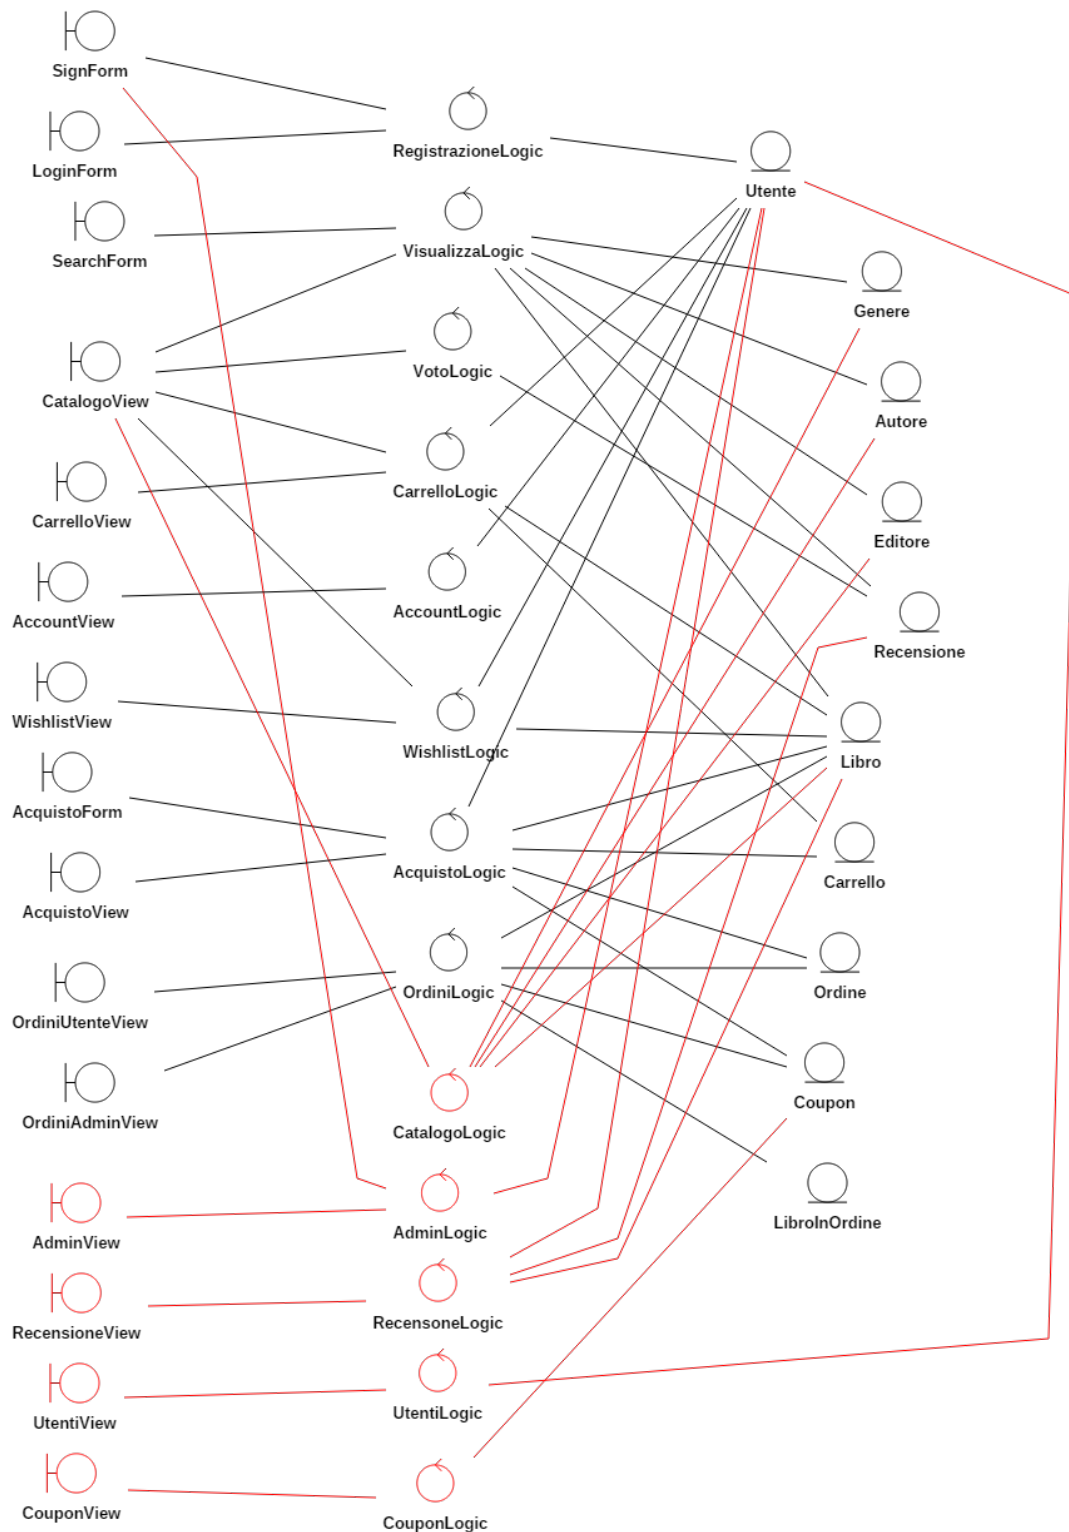 SignForm
LoginForm
RegistrazioneLogic
Utente
SearchForm
VisualizzaLogic
Genere
CatalogoView
VotoLogic
Autore
CarrelloView
CarrelloLogic
Editore
AccountView
AccountLogic
Recensione
WishlistView
WishlistLogic
Libro
AcquistoForm
AcquistoLogic
Carrello
AcquistoView
OrdiniUtenteView
OrdiniLogic
Ordine
OrdiniAdminView
CatalogoLogic
Coupon
AdminView
AdminLogic
LibroInOrdine
RecensioneView
RecensoneLogic
UtentiView
UtentiLogic
CouponView
CouponLogic